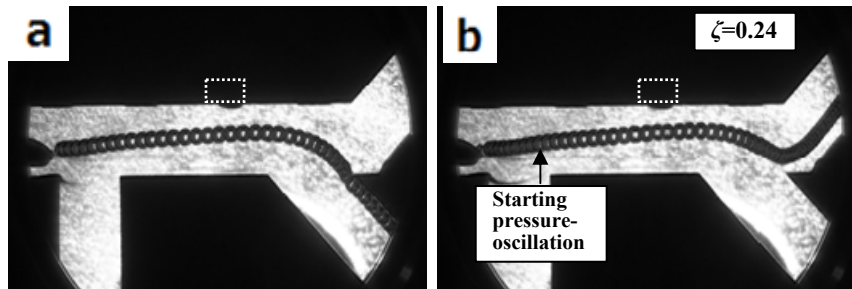 a
b
ζ=0.24
Starting
pressure-
oscillation